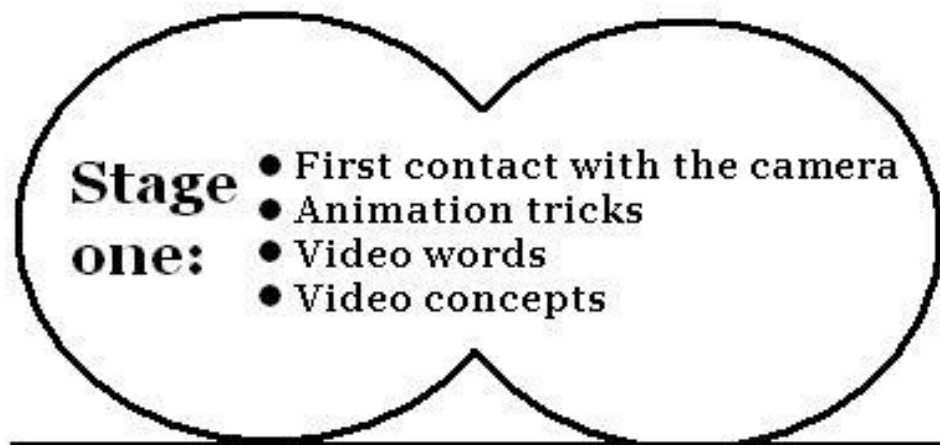 Stage
one:
● First contact with the camera
● Animation tricks
● Video words
● Video concepts